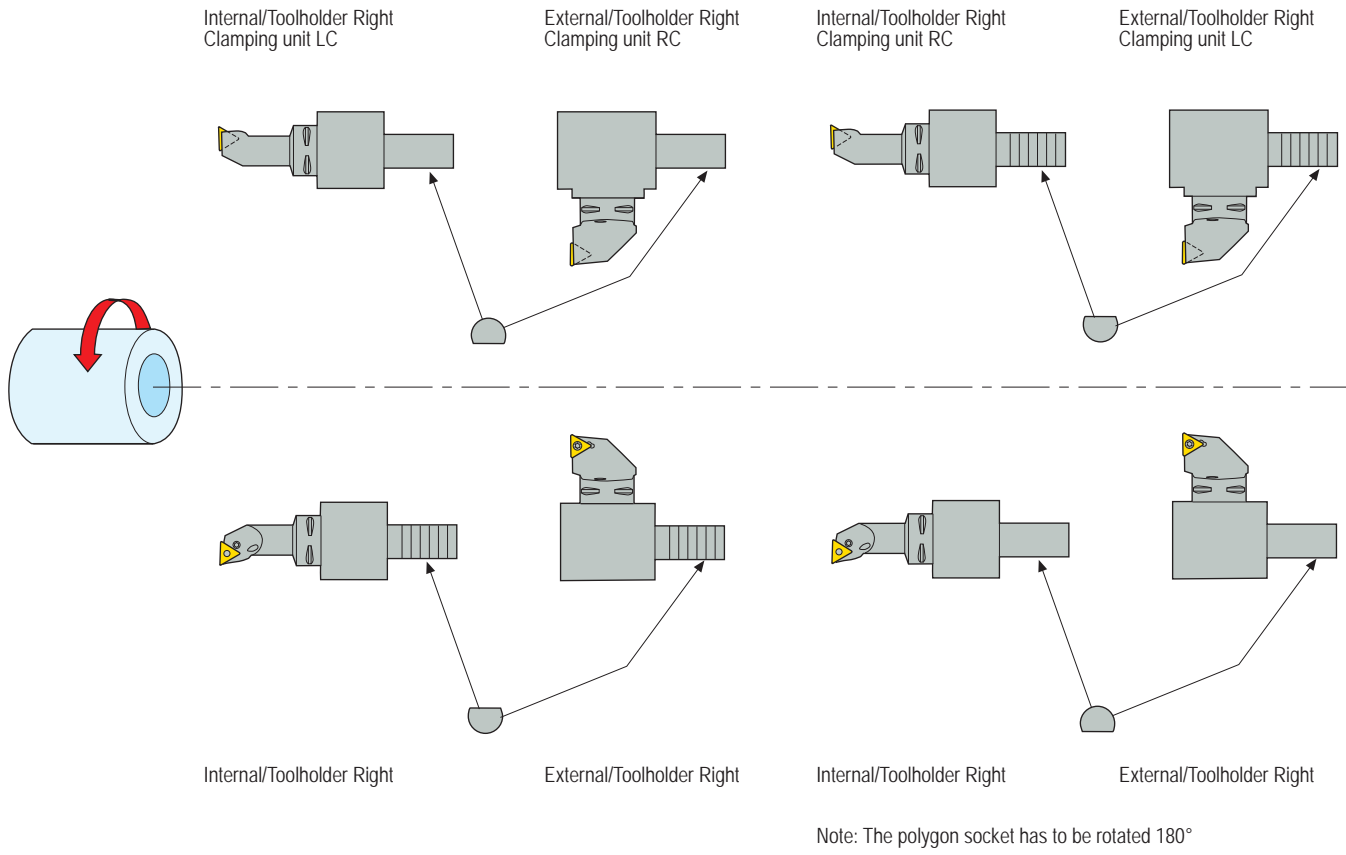 Internal/Toolholder Right
Clamping unit LC
External/Toolholder Right
Clamping unit RC
Internal/Toolholder Right
Clamping unit RC
External/Toolholder Right
Clamping unit LC
Internal/Toolholder Right
External/Toolholder Right
Internal/Toolholder Right
External/Toolholder Right
Note: The polygon socket has to be rotated 180°